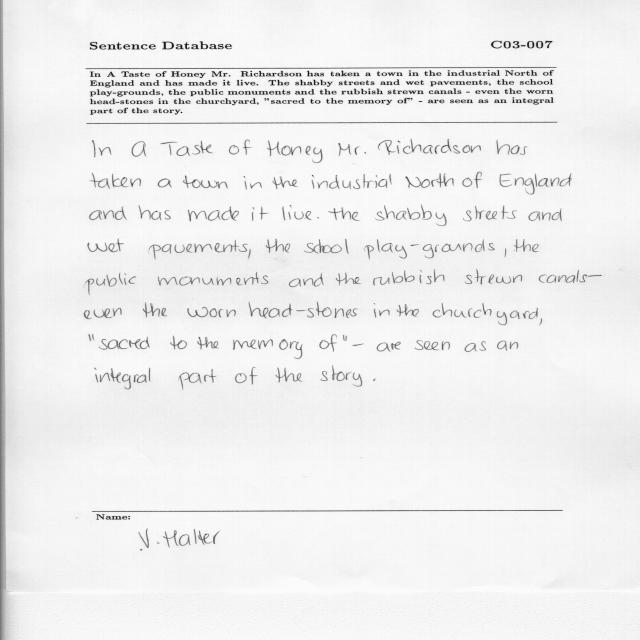 Sentence Database C03-007
In A Taste of Honey Mr. Richardson has taken a town in the industrial North of
England and has made it live. The shabby streets and wet pavements, the school
play-grounds, the public monuments and the rubbish strewn canals - even the worn
head-stones in the churchyard, "sacred to the memory of" - are seen as an integral
part of the story.
In A Taste of Honey Mr. Richardson has
taken a town in the industrial North of England
and has made it live. the shabby streets and
wet pavements, the school play-grounds, the
public monuments and the rubbish strewn canals-
even the worn head-stones in the churchyard,
"sacred to the memory of" - are seen as an
integral part of the story.
Name:
V. Halter